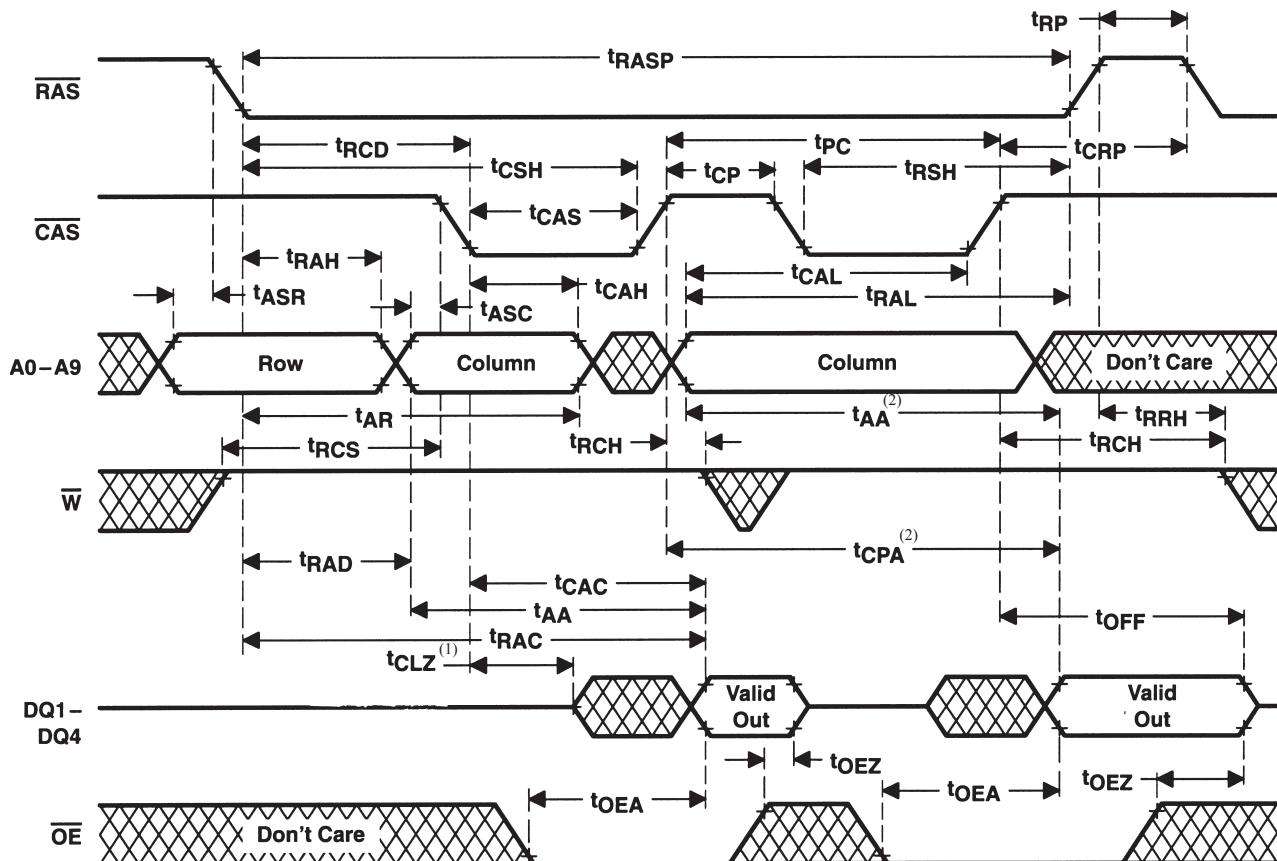 tRP
tRASP
RAS
tRCD
tPC
tCRP
tCSH
tCP
tRSH
CAS
tCAS
tRAH
tCAL
tASR
tCAH
tASC
tRAL
A0–A9
Row
Column
Column
Don't Care
tAR
tAA(2)
tRRH
tRCS
tRCH
tRCH
W
tCPA(2)
tRAD
tCAC
tAA
tOFF
tRAC
tCLZ(1)
DQ1–
DQ4
Valid
Out
Valid
Out
tOEZ
tOEZ
tOEA
tOEA
OE
Don't Care